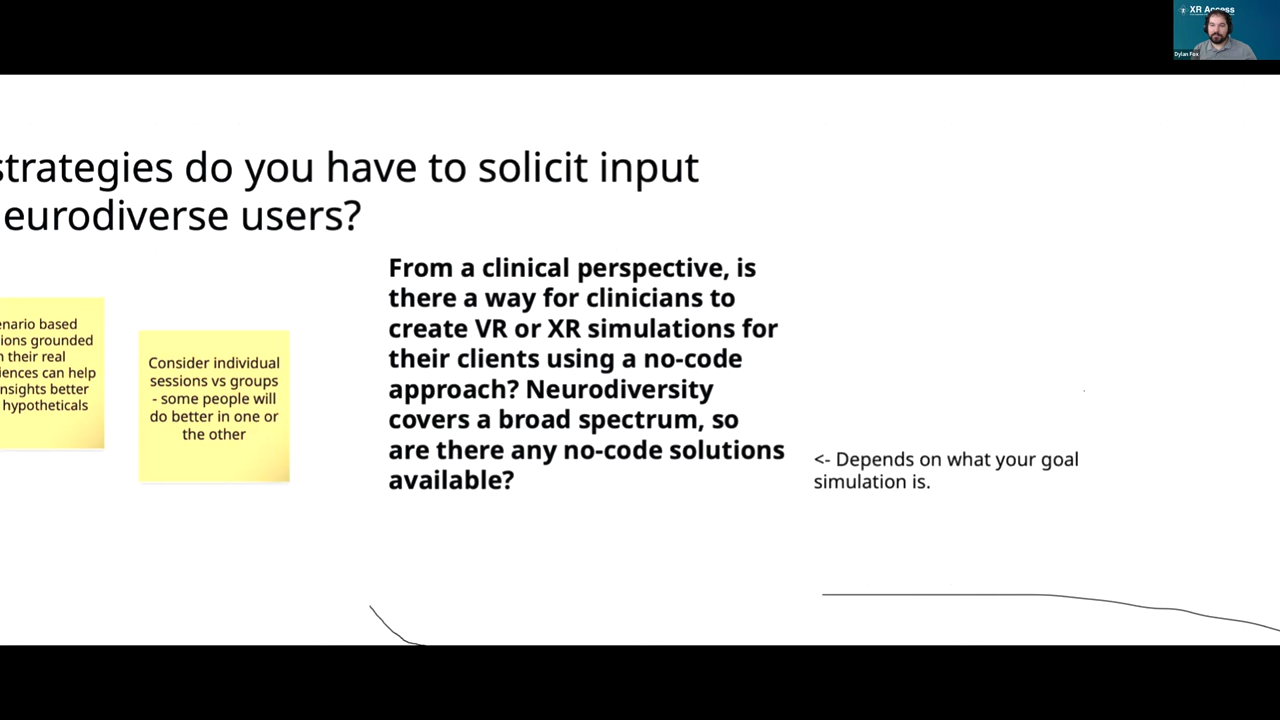 XR Access
Dylan Fox
strategies do you have to solicit input
eurodiverse users?
From a clinical perspective, is
there a way for clinicians to
create VR or XR simulations for
their clients using a no-code
approach? Neurodiversity
covers a broad spectrum, so
are there any no-code solutions
available?
enario based
ions grounded
n their real
iences can help
nsights better
hypotheticals
Consider individual
sessions vs groups
- some people will
do better in one or
the other
<- Depends on what your goal
simulation is.